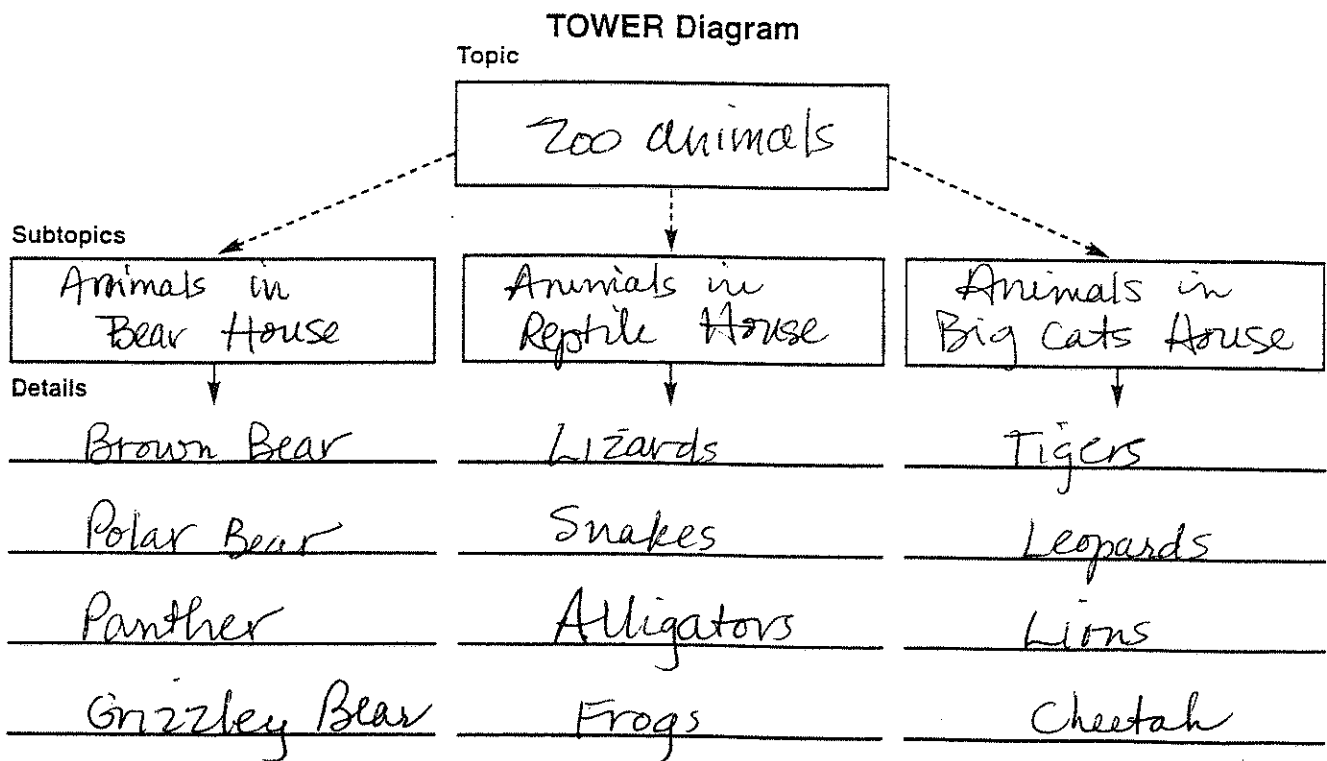 TOWER Diagram
Topic
Zoo animals
Subtopics
Animals in
Bear House
Animals in
Reptile House
Animals in
Big Cats House
Details
Brown Bear
Lizards
Tigers
Polar Bear
Snakes
Leopards
Panther
Alligators
Lions
Grizzley Bear
Frogs
Cheetah